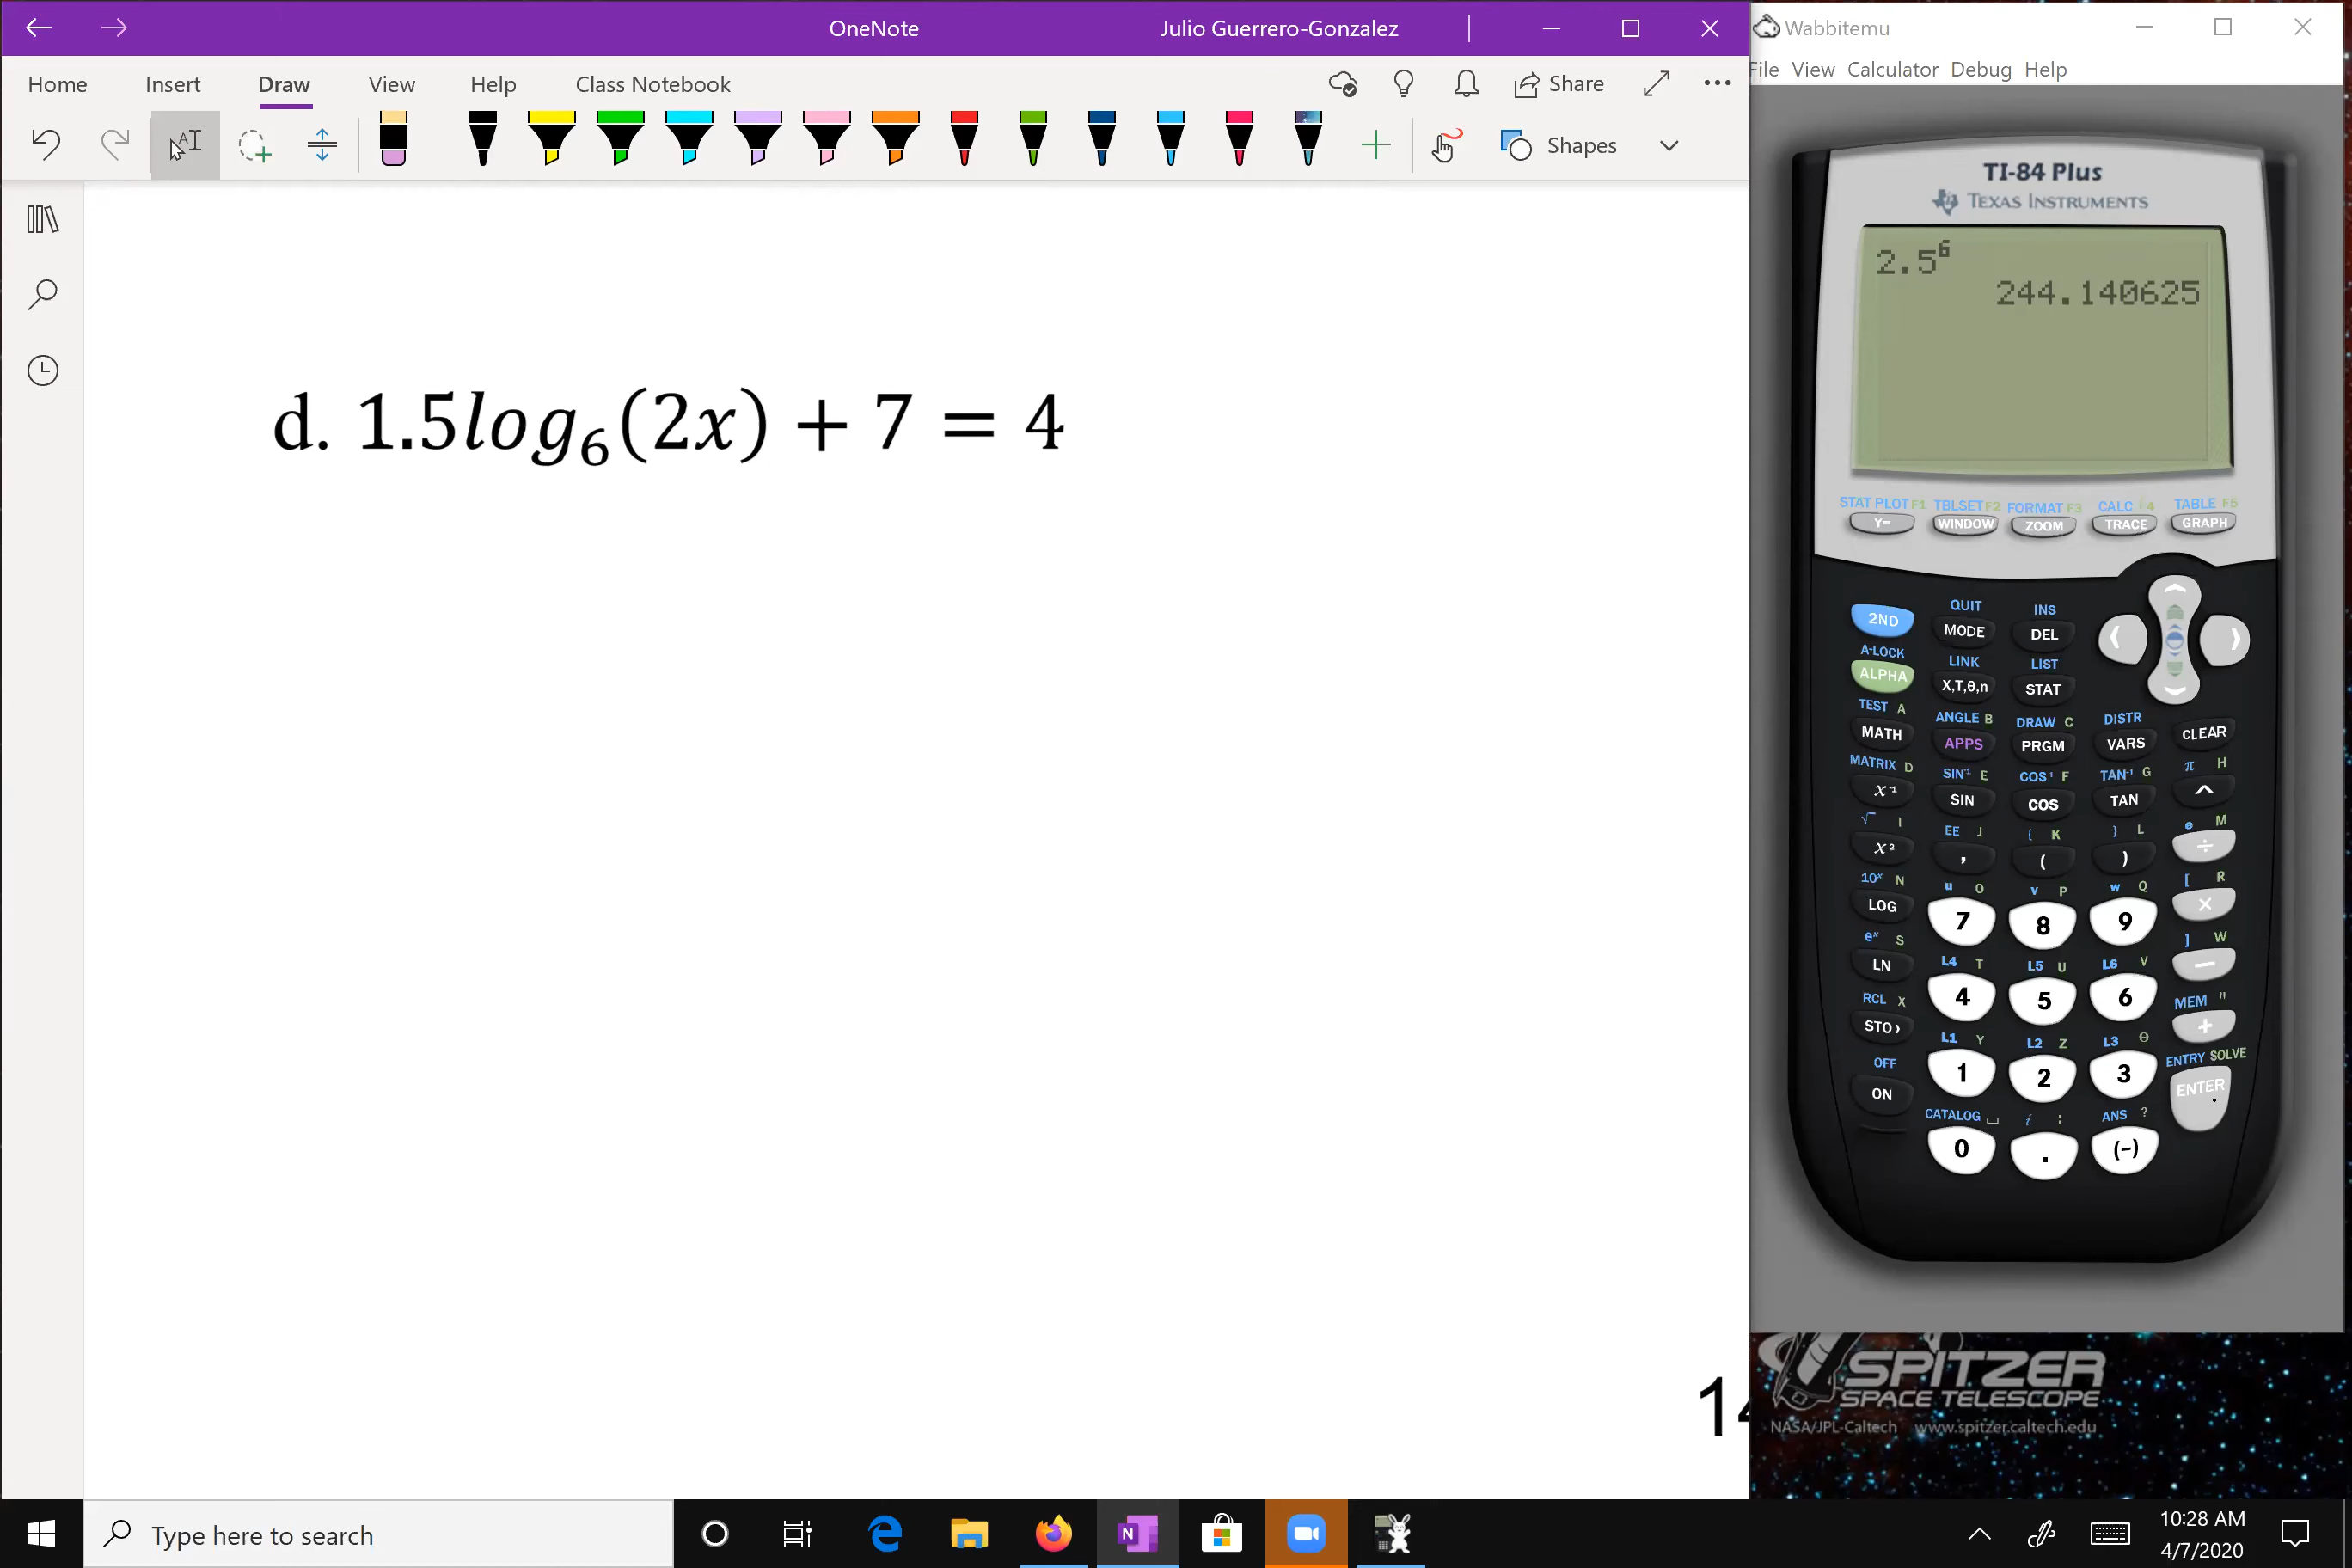 OneNote
Julio Guerrero-Gonzalez
Home Insert Draw View Help Class Notebook Share
Shapes
d. 1.5log₆(2x) + 7 = 4
14
Wabbitemu
File View Calculator Debug Help
TI-84 Plus
TEXAS INSTRUMENTS
2.5⁶
244.140625
STAT PLOT F1 TBLSET F2 FORMAT F3 CALC F4 TABLE F5
Y= WINDOW ZOOM TRACE GRAPH
QUIT INS
2ND MODE DEL
A-LOCK LINK LIST
ALPHA X,T,θ,n STAT
TEST A ANGLE B DRAW C DISTR
MATH APPS PRGM VARS CLEAR
MATRIX D SIN⁻¹ E COS⁻¹ F TAN⁻¹ G π H
x⁻¹ SIN COS TAN ^
√ I EE J { K } L e M
x² , ( ) ÷
10ˣ N u O v P w Q [ R
LOG 7 8 9 ×
eˣ S L4 T L5 U L6 V ] W
LN 4 5 6 −
RCL X L1 Y L2 Z L3 θ MEM "
STO› 1 2 3 +
OFF CATALOG ⎵ i : ANS ? ENTRY SOLVE
ON 0 . (-) ENTER
SPITZER
SPACE TELESCOPE
NASA/JPL-Caltech www.spitzer.caltech.edu
Type here to search
N
10:28 AM
4/7/2020